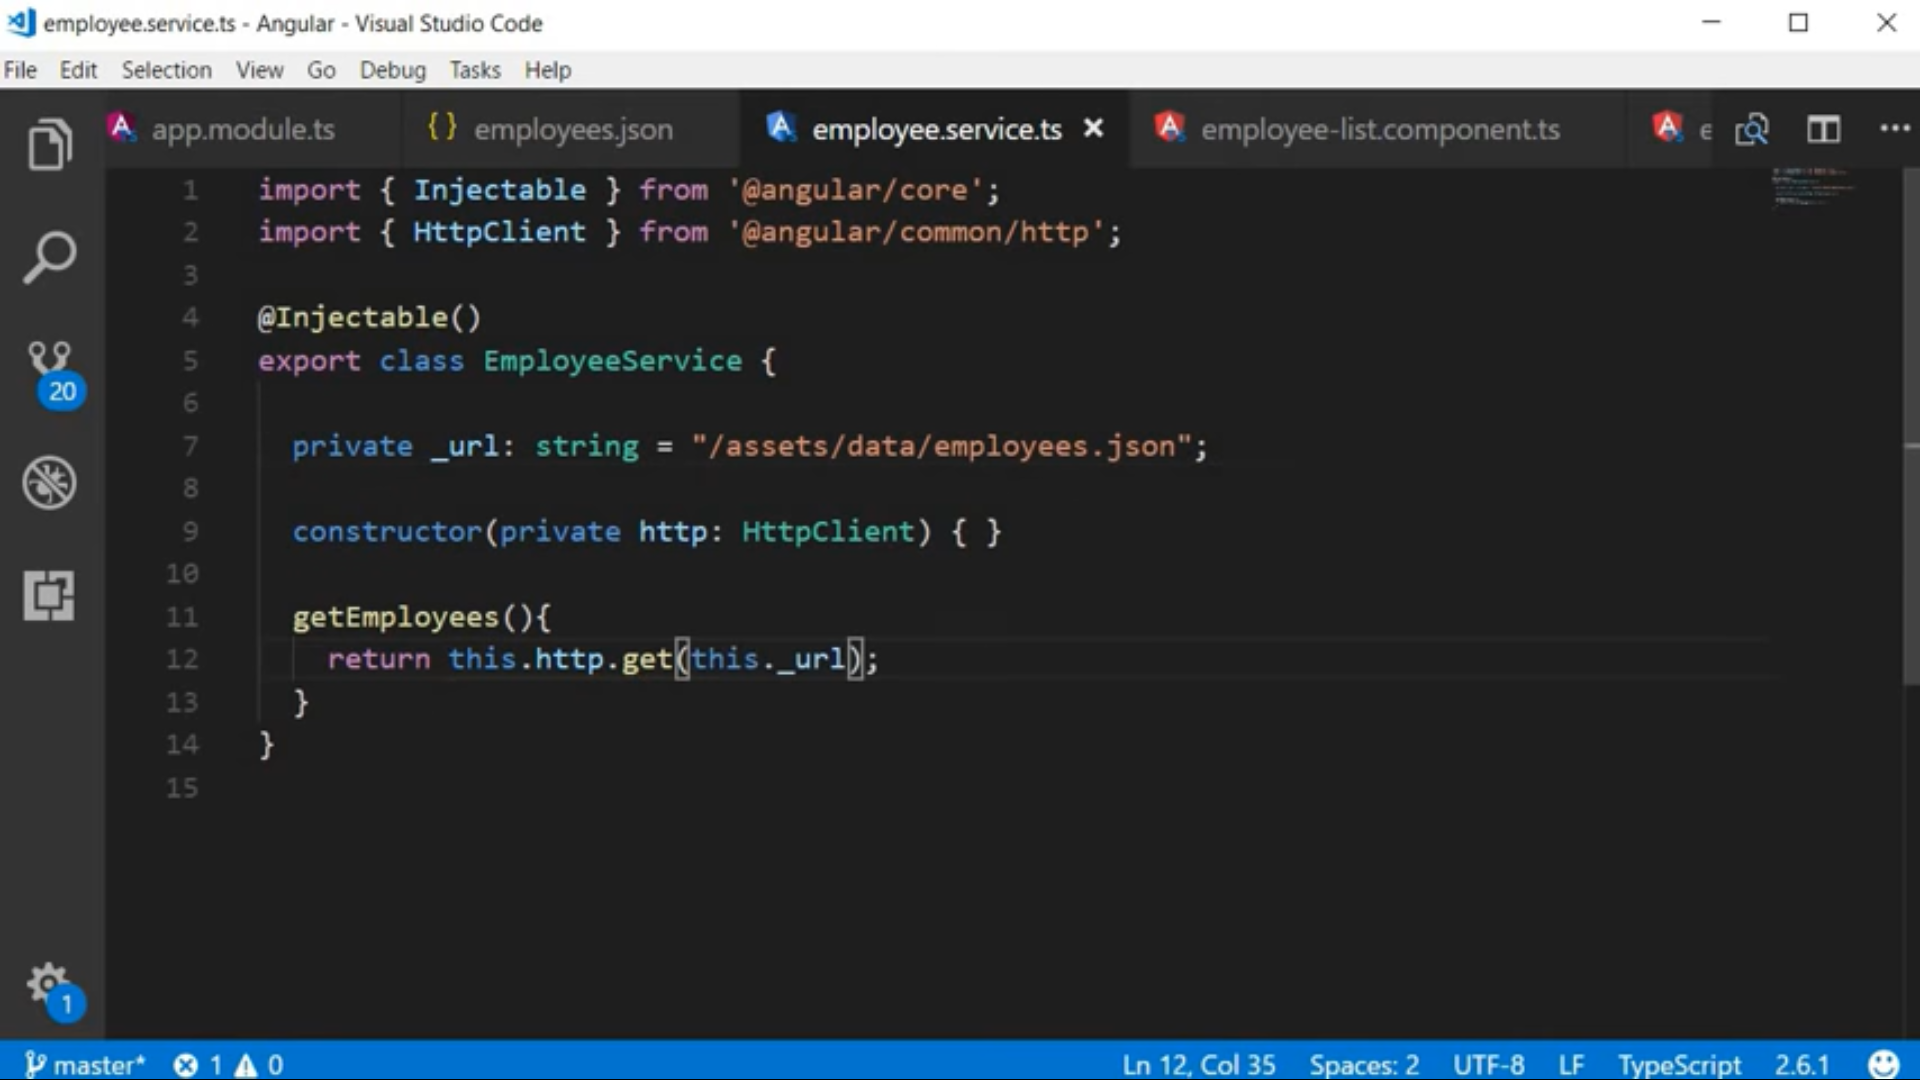 employee.service.ts - Angular - Visual Studio Code
File Edit Selection View Go Debug Tasks Help
app.module.ts {} employees.json employee.service.ts employee-list.component.ts e
1 import { Injectable } from '@angular/core';
2 import { HttpClient } from '@angular/common/http';
3
4 @Injectable()
5 export class EmployeeService {
6
7 private _url: string = "/assets/data/employees.json";
8
9 constructor(private http: HttpClient) { }
10
11 getEmployees(){
12 return this.http.get(this._url);
13 }
14 }
15
20
1
master* 1 0 Ln 12, Col 35 Spaces: 2 UTF-8 LF TypeScript 2.6.1